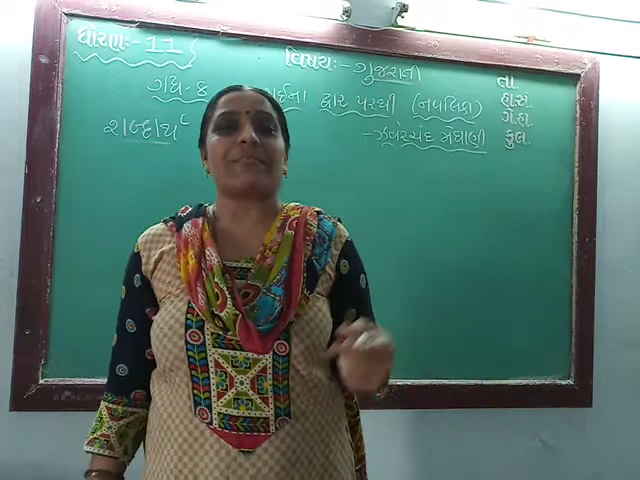 ધોરણ:- 11
વિષય:- ગુજરાતી
ગદ્ય-8
દ્વાર પરથી (નવલિકા)
શબ્દાર્થ
-ઝવેરચંદ મેઘાણી
તા.
હા.સં.
ગે.હા.
કુલ.